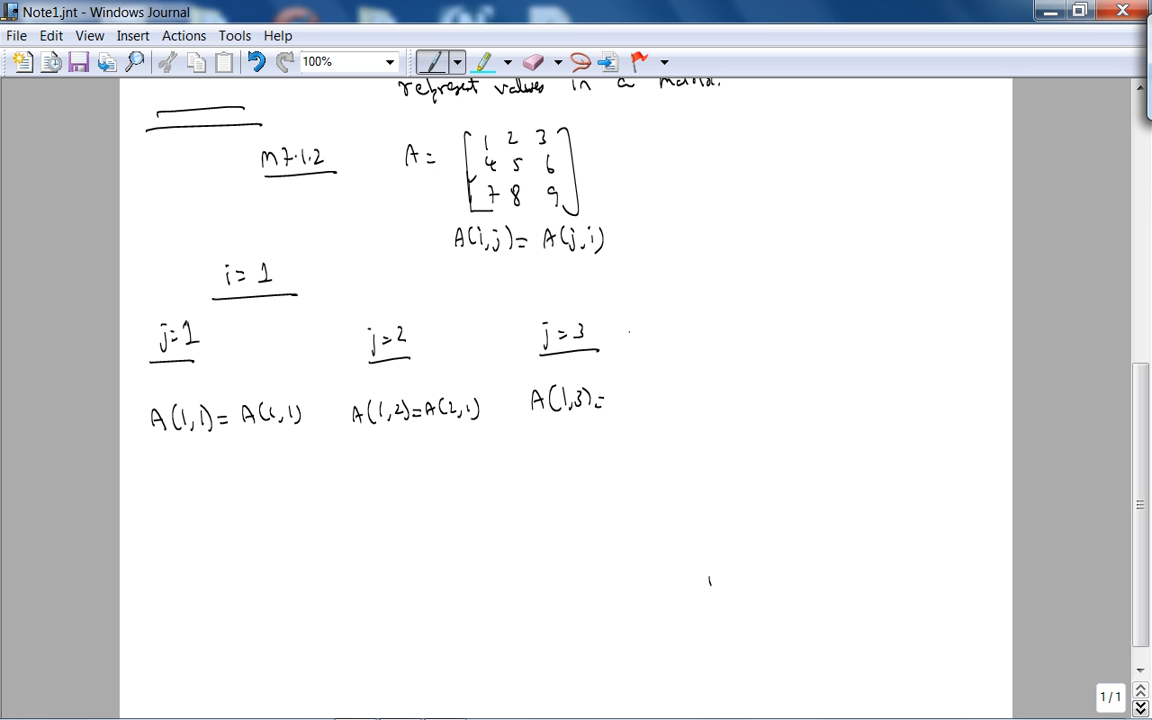 Note1.jnt - Windows Journal
File Edit View Insert Actions Tools Help
100%
represent values in a matrix.
M7.1.2
A =
1 2 3
4 5 6
7 8 9
A(i,j) = A(j,i)
i = 1
j=1 j=2 j=3
A(1,1) = A(1,1) A(1,2)=A(2,1) A(1,3)=
1 / 1